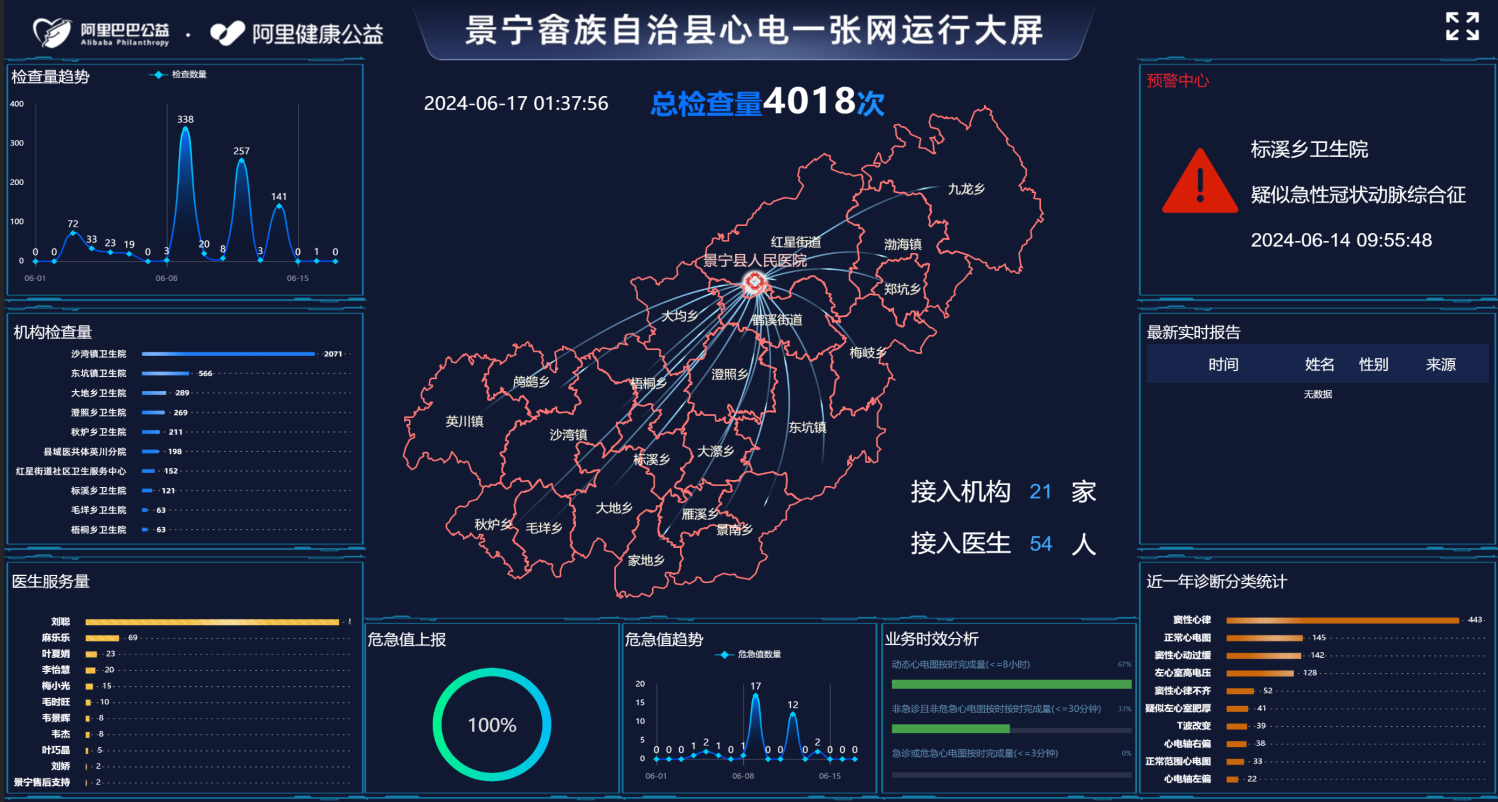 阿里巴巴公益
Alibaba Philanthropy
·
阿里健康公益
景宁畲族自治县心电一张网运行大屏
检查量趋势
检查数量
400
300
200
100
0
0 0 72 33 23 19 0 3 338 20 8 257 3 141 0 1 0
06-01 06-08 06-15
机构检查量
沙湾镇卫生院 2071
东坑镇卫生院 566
大地乡卫生院 289
澄照乡卫生院 269
秋炉乡卫生院 211
县域医共体英川分院 198
红星街道社区卫生服务中心 152
标溪乡卫生院 121
毛垟乡卫生院 63
梧桐乡卫生院 63
医生服务量
刘聪
麻乐乐 69
叶夏娟 23
李怡慧 20
梅小光 15
毛时旺 10
韦景晖 8
韦杰 8
叶巧晶 5
刘娇 2
景宁售后支持 2
2024-06-17 01:37:56
总检查量4018次
九龙乡
红星街道
渤海镇
景宁县人民医院
郑坑乡
大均乡
鹤溪街道
梅岐乡
澄照乡
鸬鹚乡
梧桐乡
英川镇
沙湾镇
东坑镇
标溪乡
大漈乡
大地乡
雁溪乡
秋炉乡
毛垟乡
景南乡
家地乡
接入机构 21 家
接入医生 54 人
危急值上报
100%
危急值趋势
危急值数量
20
15
10
5
0
0 0 0 1 2 1 0 1 17 0 0 12 0 2 0 0 0
06-01 06-08 06-15
业务时效分析
动态心电图按时完成量(<=8小时) 67%
非急诊且非危急心电图按时按时完成量(<=30分钟) 33%
急诊或危急心电图按时完成量(<=3分钟) 0%
预警中心
标溪乡卫生院
疑似急性冠状动脉综合征
2024-06-14 09:55:48
最新实时报告
时间 姓名 性别 来源
无数据
近一年诊断分类统计
窦性心律 443
正常心电图 145
窦性心动过缓 142
左心室高电压 128
窦性心律不齐 52
疑似左心室肥厚 41
T波改变 39
心电轴右偏 38
正常范围心电图 33
心电轴左偏 22